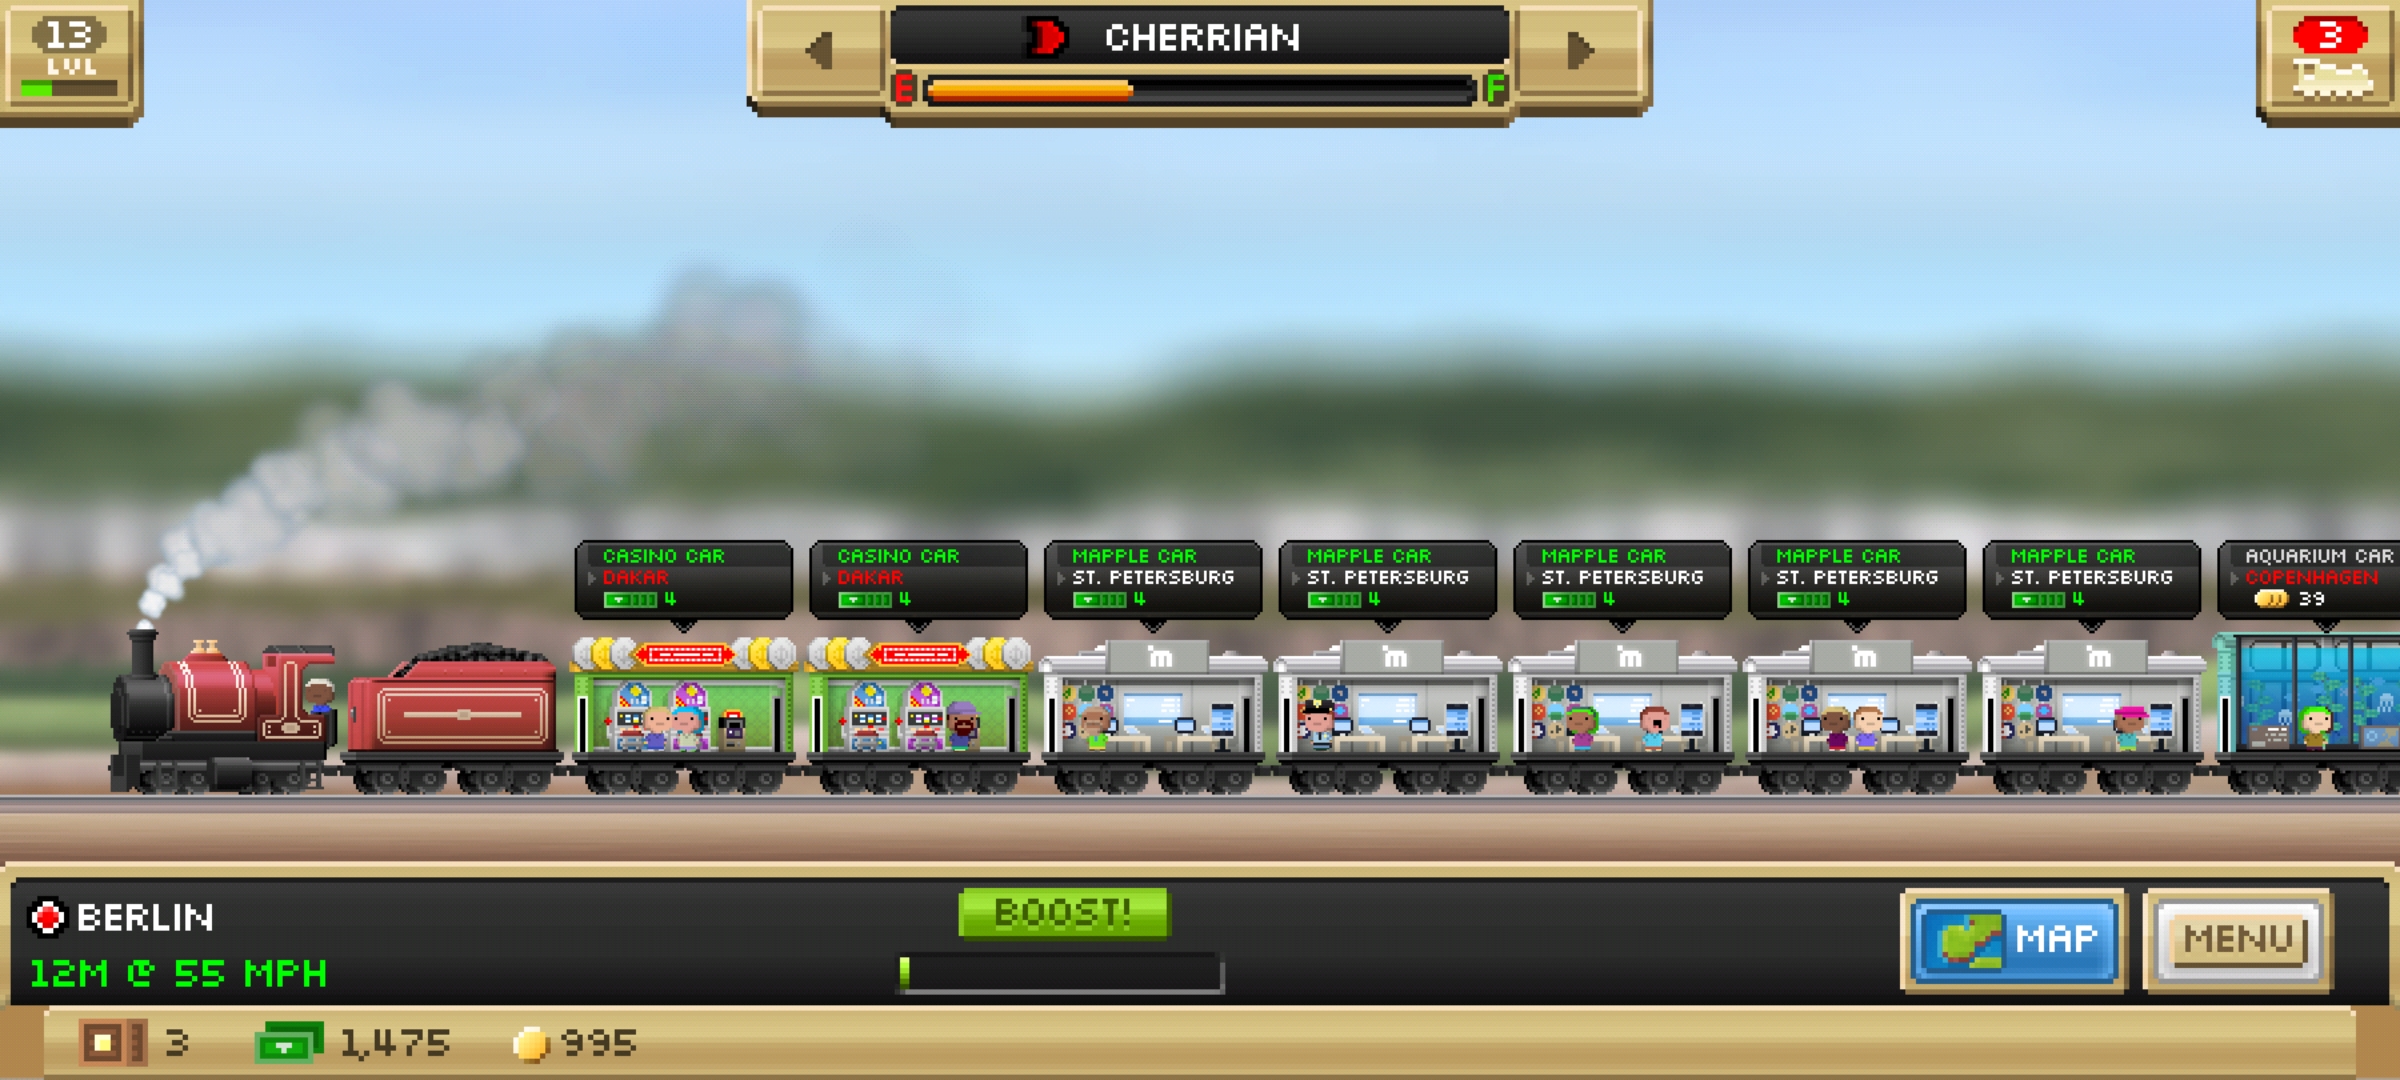 13
LVL
CHERRIAN
E F
3
CASINO CAR
DAKAR
4
CASINO CAR
DAKAR
4
MAPPLE CAR
ST. PETERSBURG
4
MAPPLE CAR
ST. PETERSBURG
4
MAPPLE CAR
ST. PETERSBURG
4
MAPPLE CAR
ST. PETERSBURG
4
MAPPLE CAR
ST. PETERSBURG
4
AQUARIUM CAR
COPENHAGEN
39
m m m m m
BERLIN
12M @ 55 MPH
BOOST!
MAP
MENU
3 1,475 995